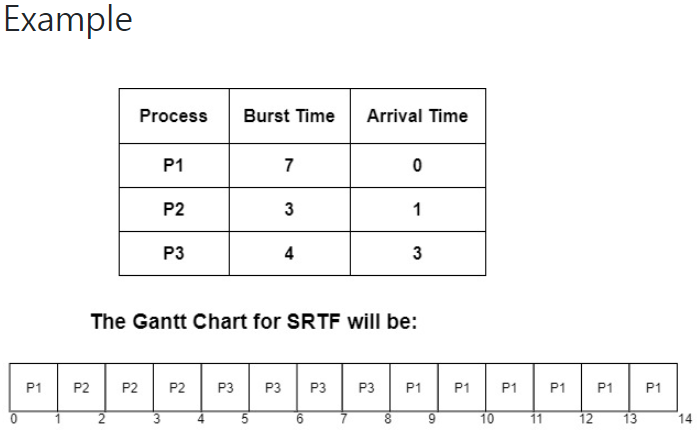 Example
Process Burst Time Arrival Time
P1 7 0
P2 3 1
P3 4 3
The Gantt Chart for SRTF will be:
P1 P2 P2 P2 P3 P3 P3 P3 P1 P1 P1 P1 P1 P1
0 1 2 3 4 5 6 7 8 9 10 11 12 13 14